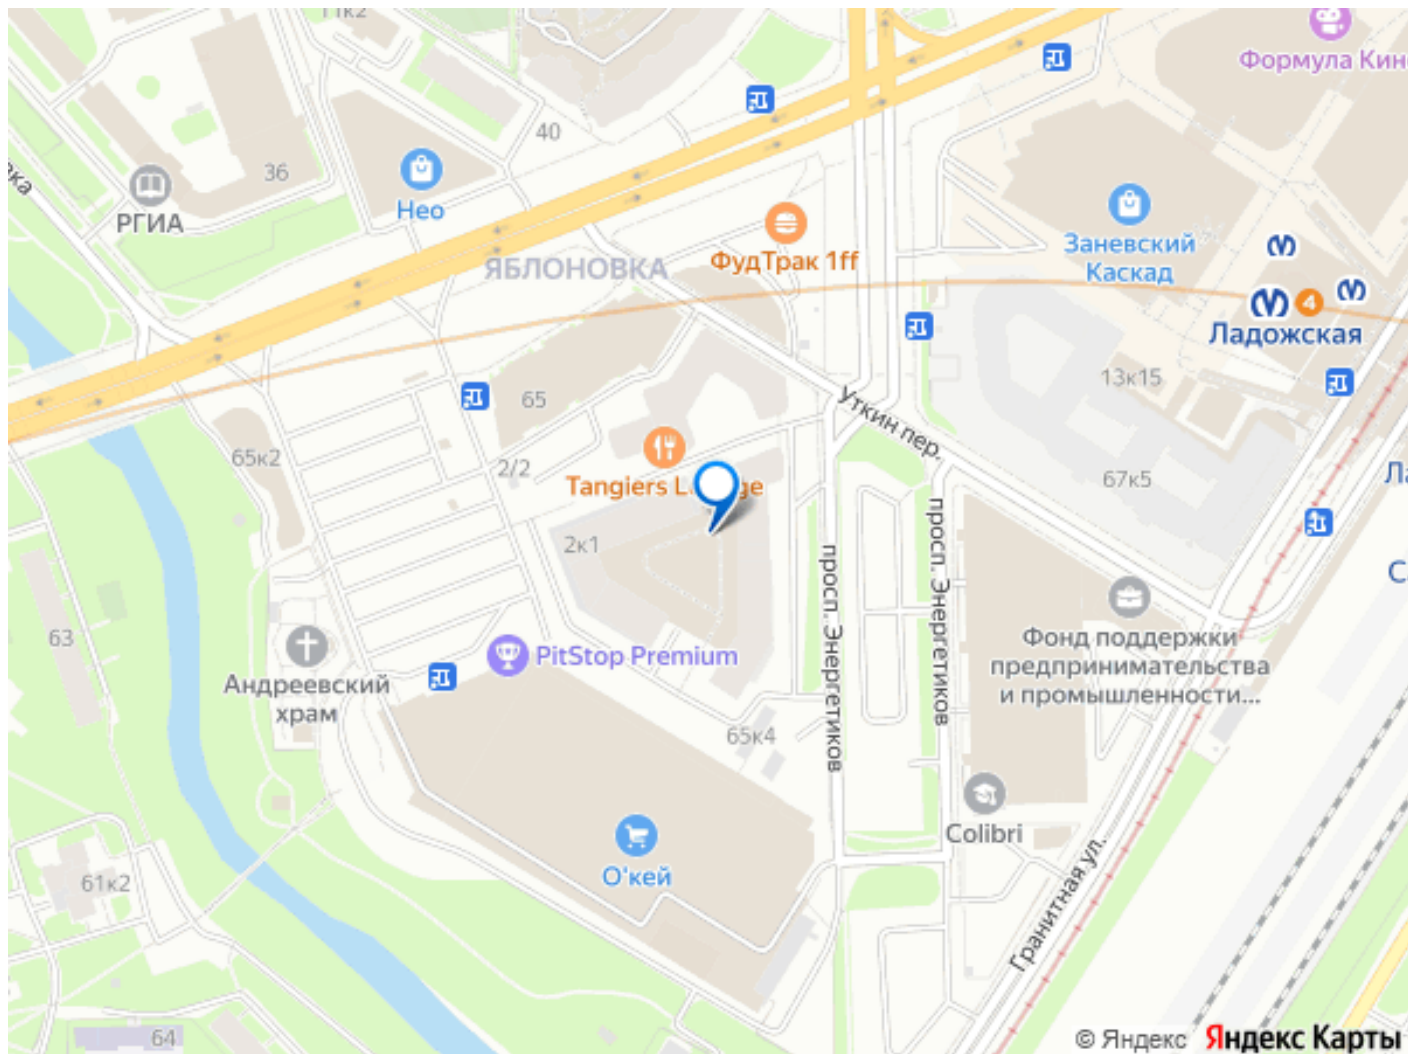 11к2
Формула Кин
40
36
вка
РГИА
Нео
ЯБЛОНОВКА
ФудТрак 1ff
Заневский
Каскад
4
Ладожская
65
13к15
Уткин пер.
65к2
2/2
67к5
Tangiers L ge
2к1
просп. Энергетиков
просп. Энергетиков
63
PitStop Premium
Андреевский
храм
Фонд поддержки
предпринимательства
и промышленности...
65к4
Colibri
О'кей
61к2
Гранитная ул.
64
© Яндекс Яндекс Карты